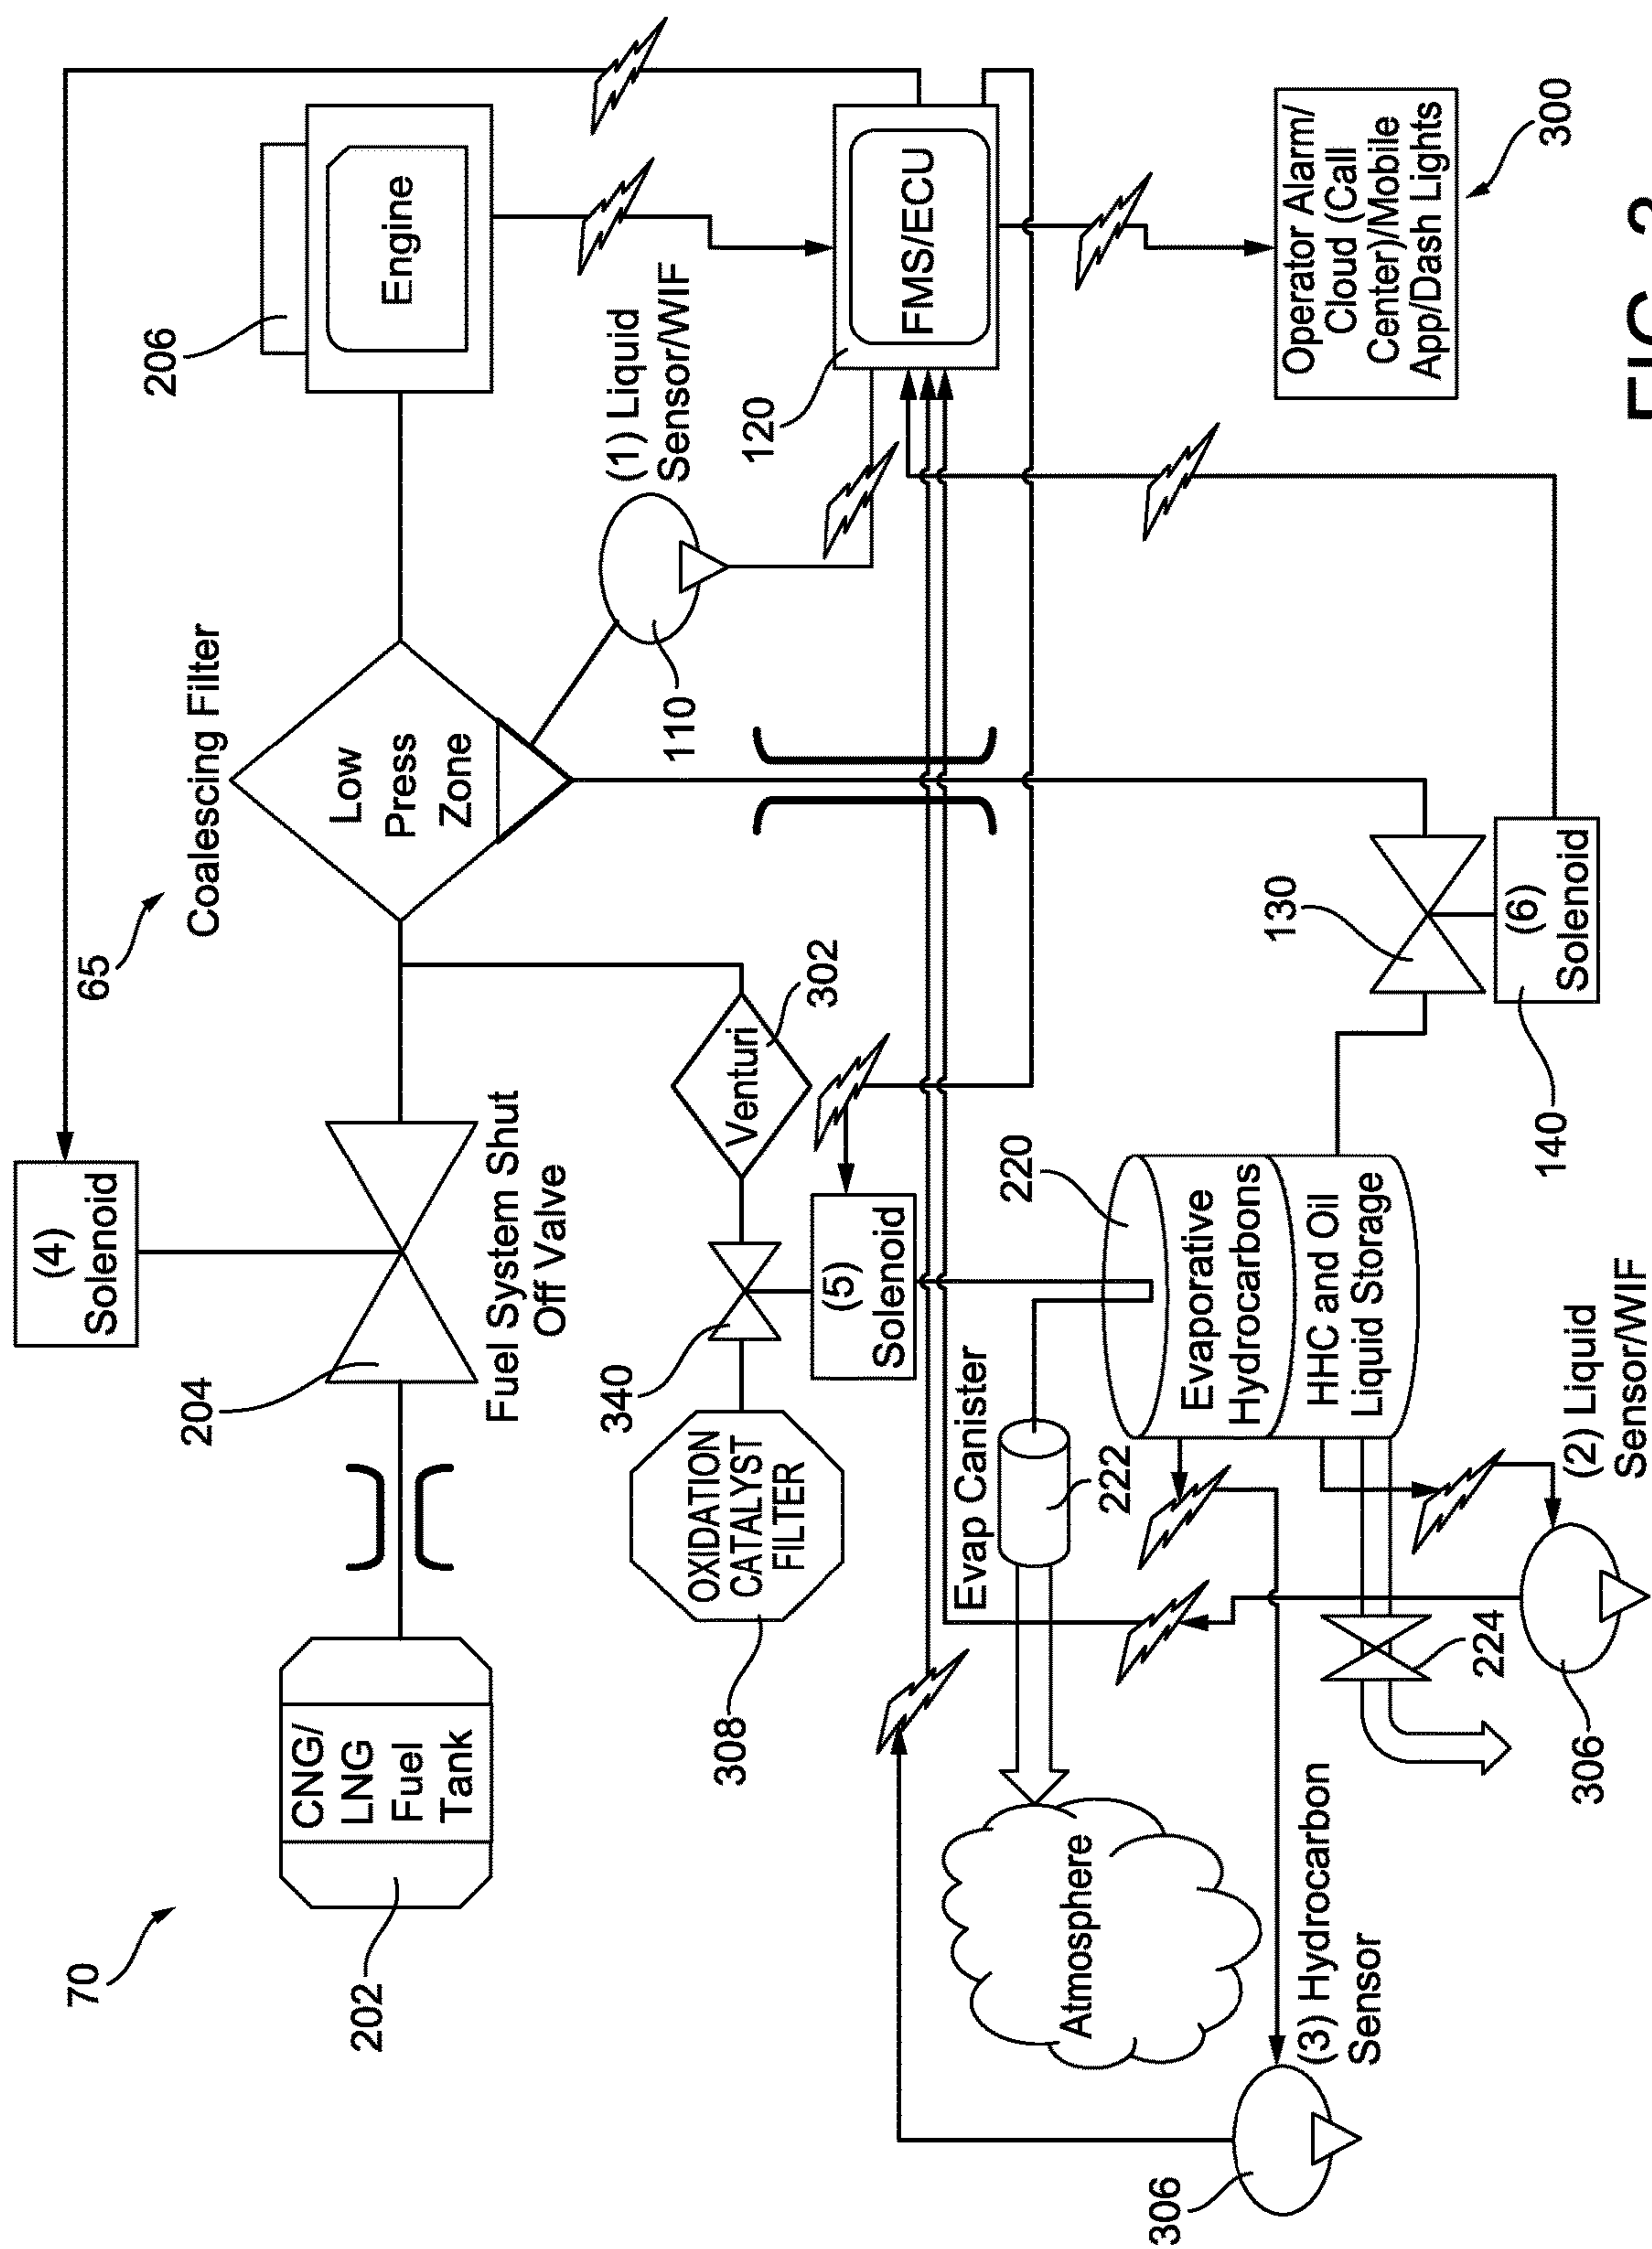 70
202
CNG/
LNG
Fuel
Tank
204
(4)
Solenoid
Fuel System Shut
Off Valve
65
Coalescing Filter
Low
Press
Zone
206
Engine
308
OXIDATION
CATALYST
FILTER
340
(5)
Solenoid
Venturi
302
110
(1) Liquid
Sensor/WIF
120
FMS/ECU
Atmosphere
Evap Canister
222
220
Evaporative
Hydrocarbons
HHC and Oil
Liquid Storage
130
(6)
Solenoid
140
Operator Alarm/
Cloud (Call
Center)/Mobile
App/Dash Lights
300
306
(3) Hydrocarbon
Sensor
224
306
(2) Liquid
Sensor/WIF
FIG